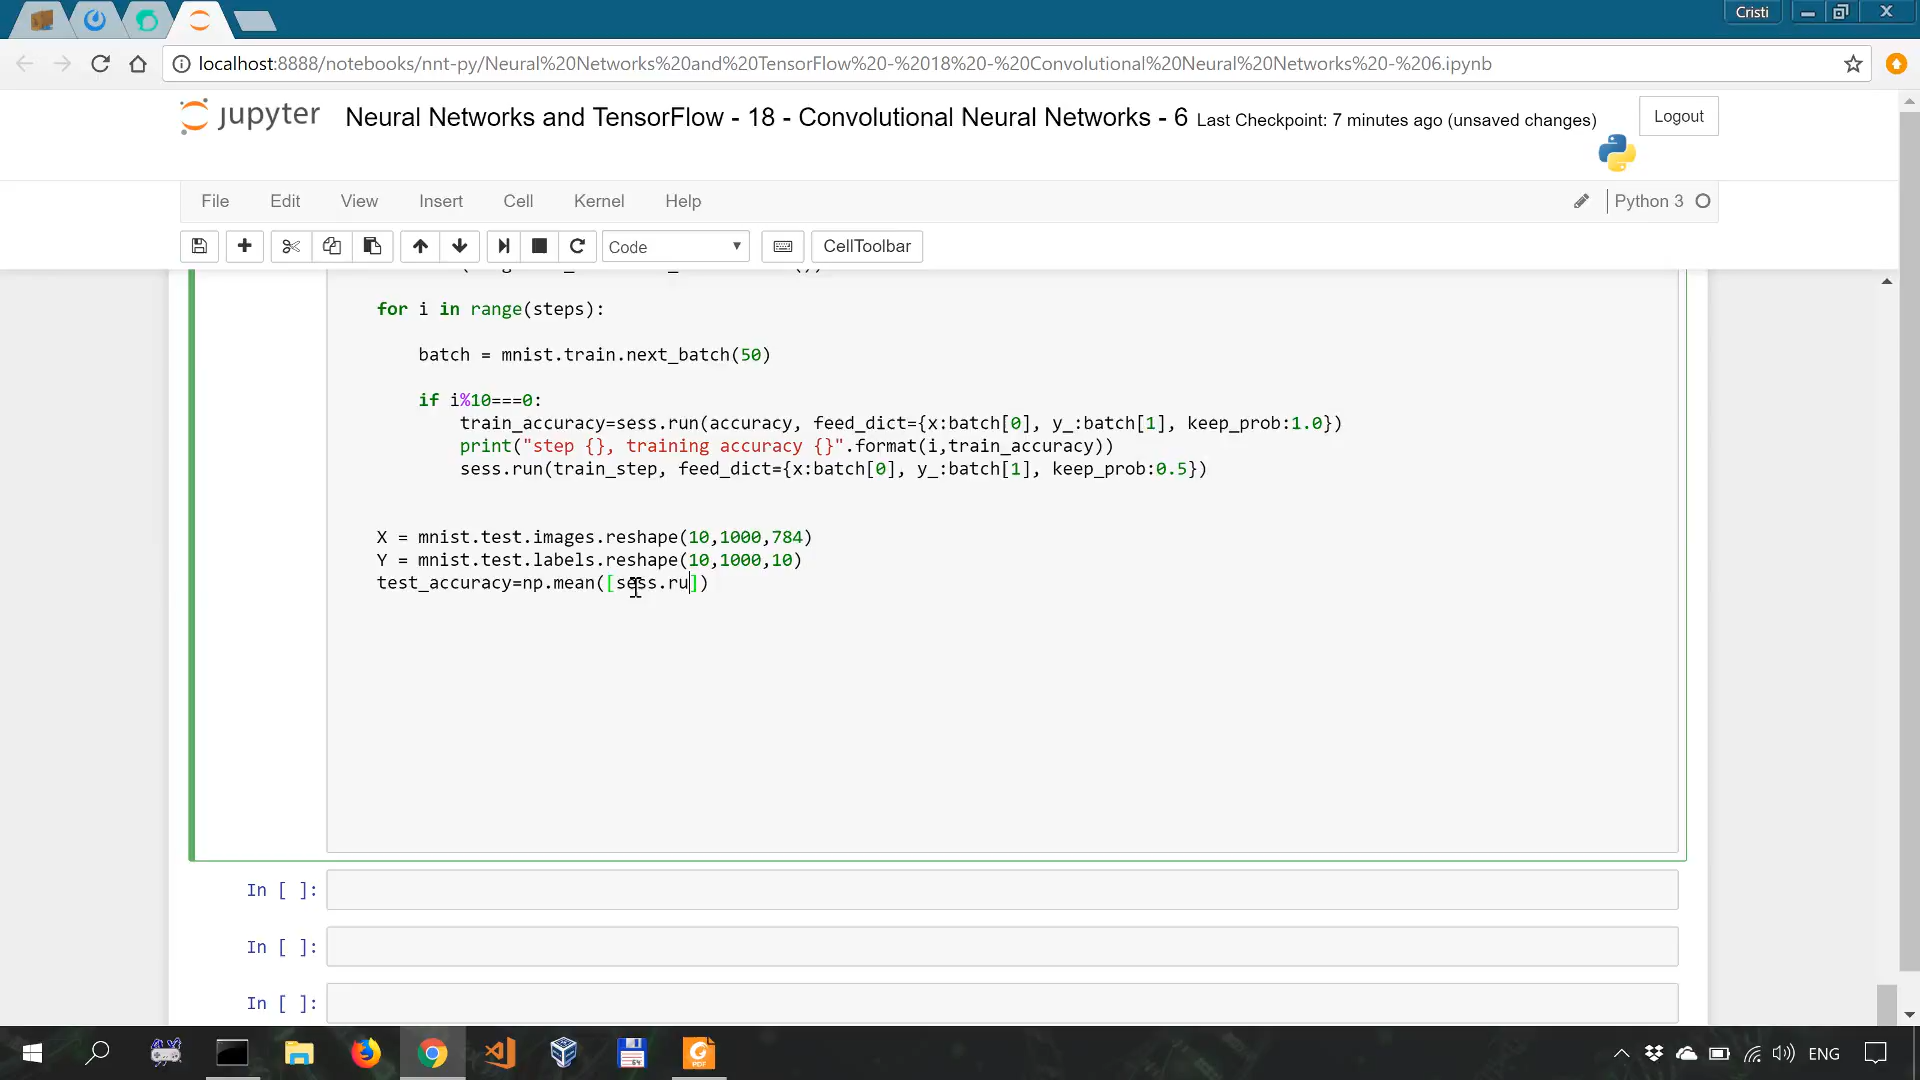 Cristi
localhost:8888/notebooks/nnt-py/Neural%20Networks%20and%20TensorFlow%20-%2018%20-%20Convolutional%20Neural%20Networks%20-%206.ipynb
jupyter
Neural Networks and TensorFlow - 18 - Convolutional Neural Networks - 6 Last Checkpoint: 7 minutes ago (unsaved changes)
Logout
File Edit View Insert Cell Kernel Help
Python 3
Code
CellToolbar
for i in range(steps):
batch = mnist.train.next_batch(50)
if i%10===0:
train_accuracy=sess.run(accuracy, feed_dict={x:batch[0], y_:batch[1], keep_prob:1.0})
print("step {}, training accuracy {}".format(i,train_accuracy))
sess.run(train_step, feed_dict={x:batch[0], y_:batch[1], keep_prob:0.5})
X = mnist.test.images.reshape(10,1000,784)
Y = mnist.test.labels.reshape(10,1000,10)
test_accuracy=np.mean([sess.ru])
In [ ]:
In [ ]:
In [ ]:
64
PDF
ENG